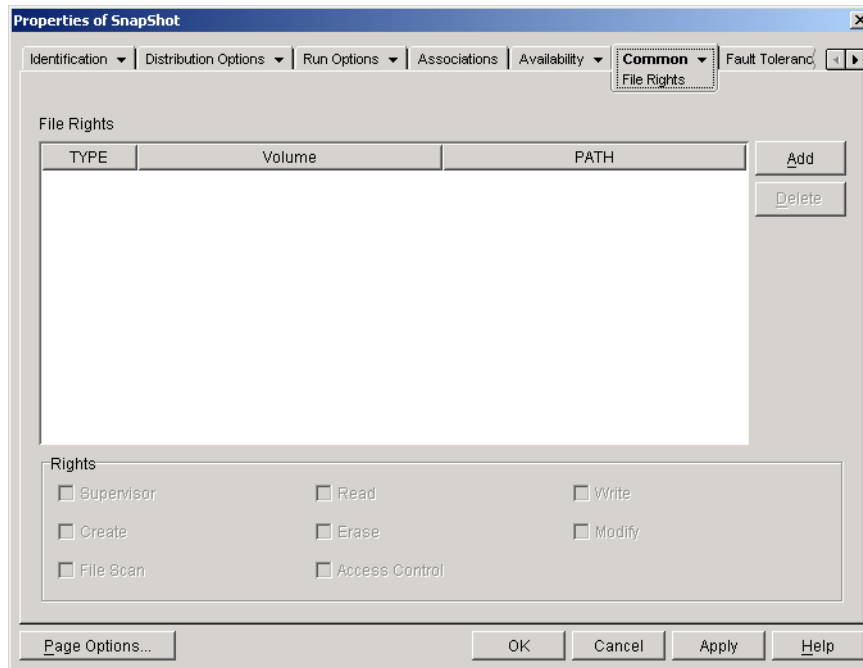 Properties of SnapShot
Identification Distribution Options Run Options Associations Availability Common Fault Toleranc
File Rights
File Rights
TYPE Volume PATH Add
Delete
Rights
Supervisor Read Write
Create Erase Modify
File Scan Access Control
Page Options... OK Cancel Apply Help